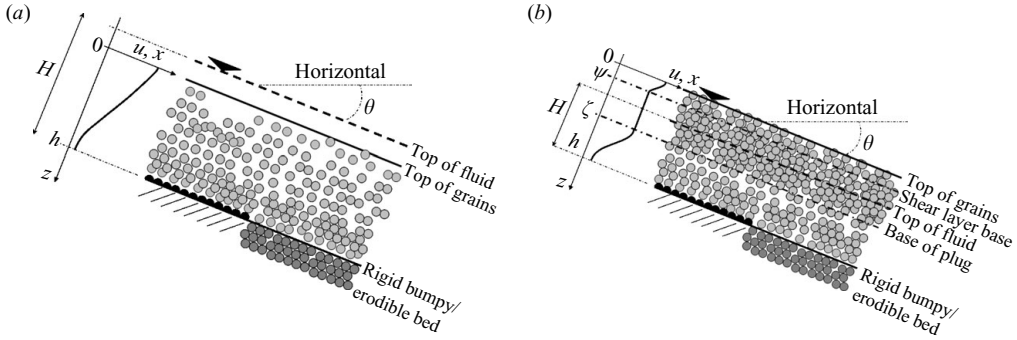 (a)
0
u, x
H
Horizontal
θ
h
z
Top of fluid
Top of grains
Rigid bumpy/
erodible bed
(b)
0
ψ
u, x
H
ζ
Horizontal
θ
h
z
Top of grains
Shear layer base
Top of fluid
Base of plug
Rigid bumpy/
erodible bed